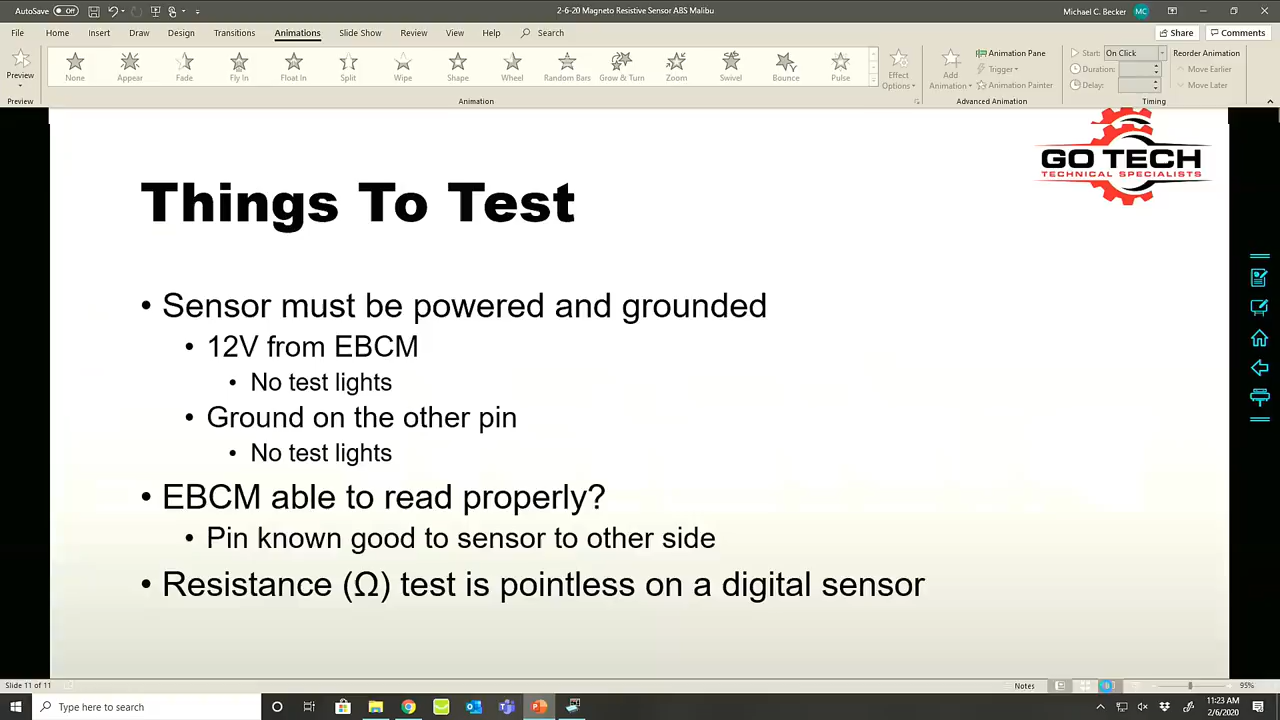 AutoSave Off
2-6-20 Magneto Resistive Sensor ABS Malibu
Michael C. Becker MC
File Home Insert Draw Design Transitions Animations Slide Show Review View Help Search Share Comments
Preview None Appear Fade Fly In Float In Split Wipe Shape Wheel Random Bars Grow & Turn Zoom Swivel Bounce Pulse Effect Options Add Animation
Animation Pane
Trigger
Animation Painter
Start: On Click
Duration:
Delay:
Reorder Animation
Move Earlier
Move Later
Preview Animation Advanced Animation Timing
GO TECH
TECHNICAL SPECIALISTS
Things To Test
• Sensor must be powered and grounded
• 12V from EBCM
• No test lights
• Ground on the other pin
• No test lights
• EBCM able to read properly?
• Pin known good to sensor to other side
• Resistance (Ω) test is pointless on a digital sensor
Slide 11 of 11 Notes 95%
Type here to search
11:23 AM
2/6/2020